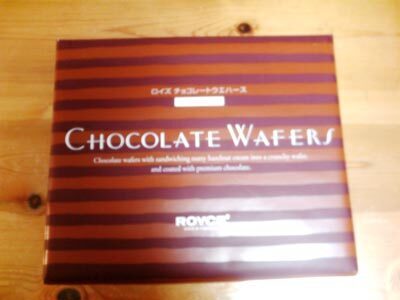 ロイズ チョコレートウエハース
CHOCOLATE WAFERS
Chocolate wafers with sandwiching nutty hazelnut cream into a crunchy wafer,
and coated with premium chocolate.
ROYCE'